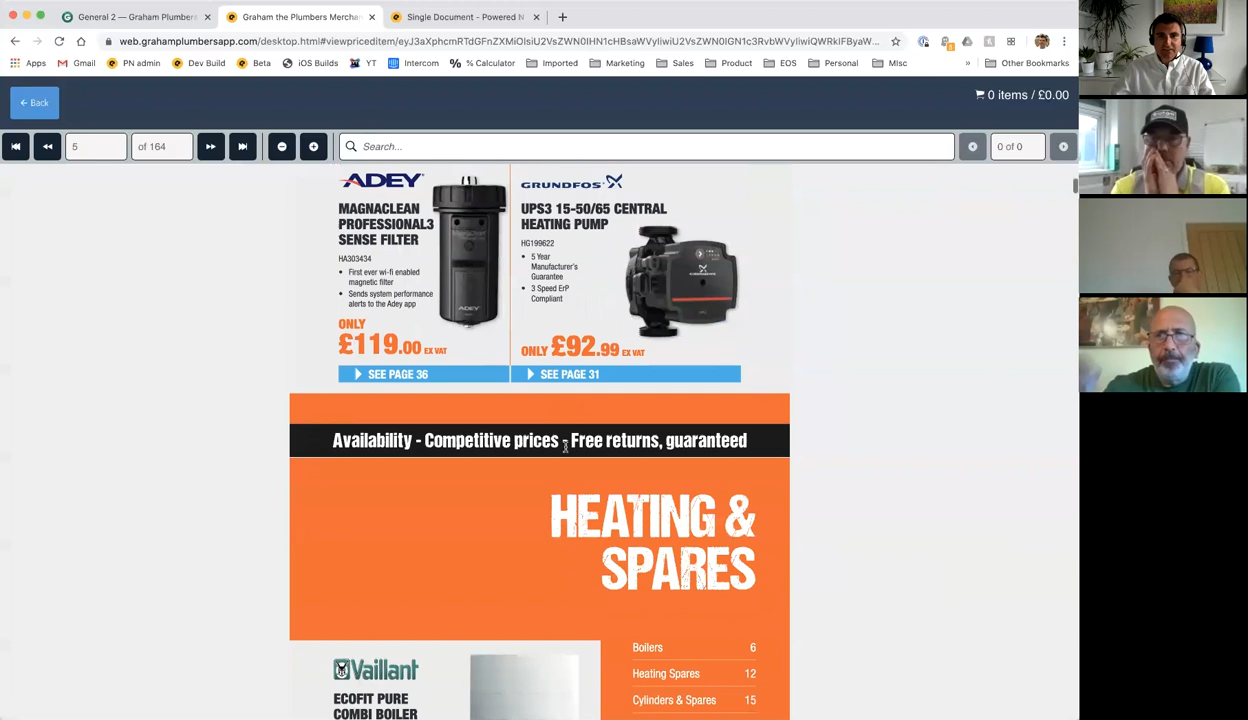 General 2 — Graham Plumber
Graham the Plumbers Merchan
Single Document - Powered N
web.grahamplumbersapp.com/desktop.html#viewpriceditem/
Apps
Gmail
PN admin
Dev Build
Beta
iOS Builds
YT
Intercom
% Calculator
Imported
Marketing
Sales
Product
EOS
Personal
MIsc
»
Other Bookmarks
← Back
0 items / £0.00
5
of 164
Search...
0 of 0
ADEY
MAGNACLEAN
PROFESSIONAL3
SENSE FILTER
HA303434
• First ever wi-fi enabled
magnetic filter
• Sends system performance
alerts to the Adey app
ONLY
£119.00 EX VAT
SEE PAGE 36
ADEY
GRUNDFOS
UPS3 15-50/65 CENTRAL
HEATING PUMP
HG199622
• 5 Year
Manufacturer's
Guarantee
• 3 Speed ErP
Compliant
ONLY £92.99 EX VAT
SEE PAGE 31
Availability - Competitive prices - Free returns, guaranteed
HEATING &
SPARES
Boilers 6
Heating Spares 12
Cylinders & Spares 15
Vaillant
ECOFIT PURE
COMBI BOILER